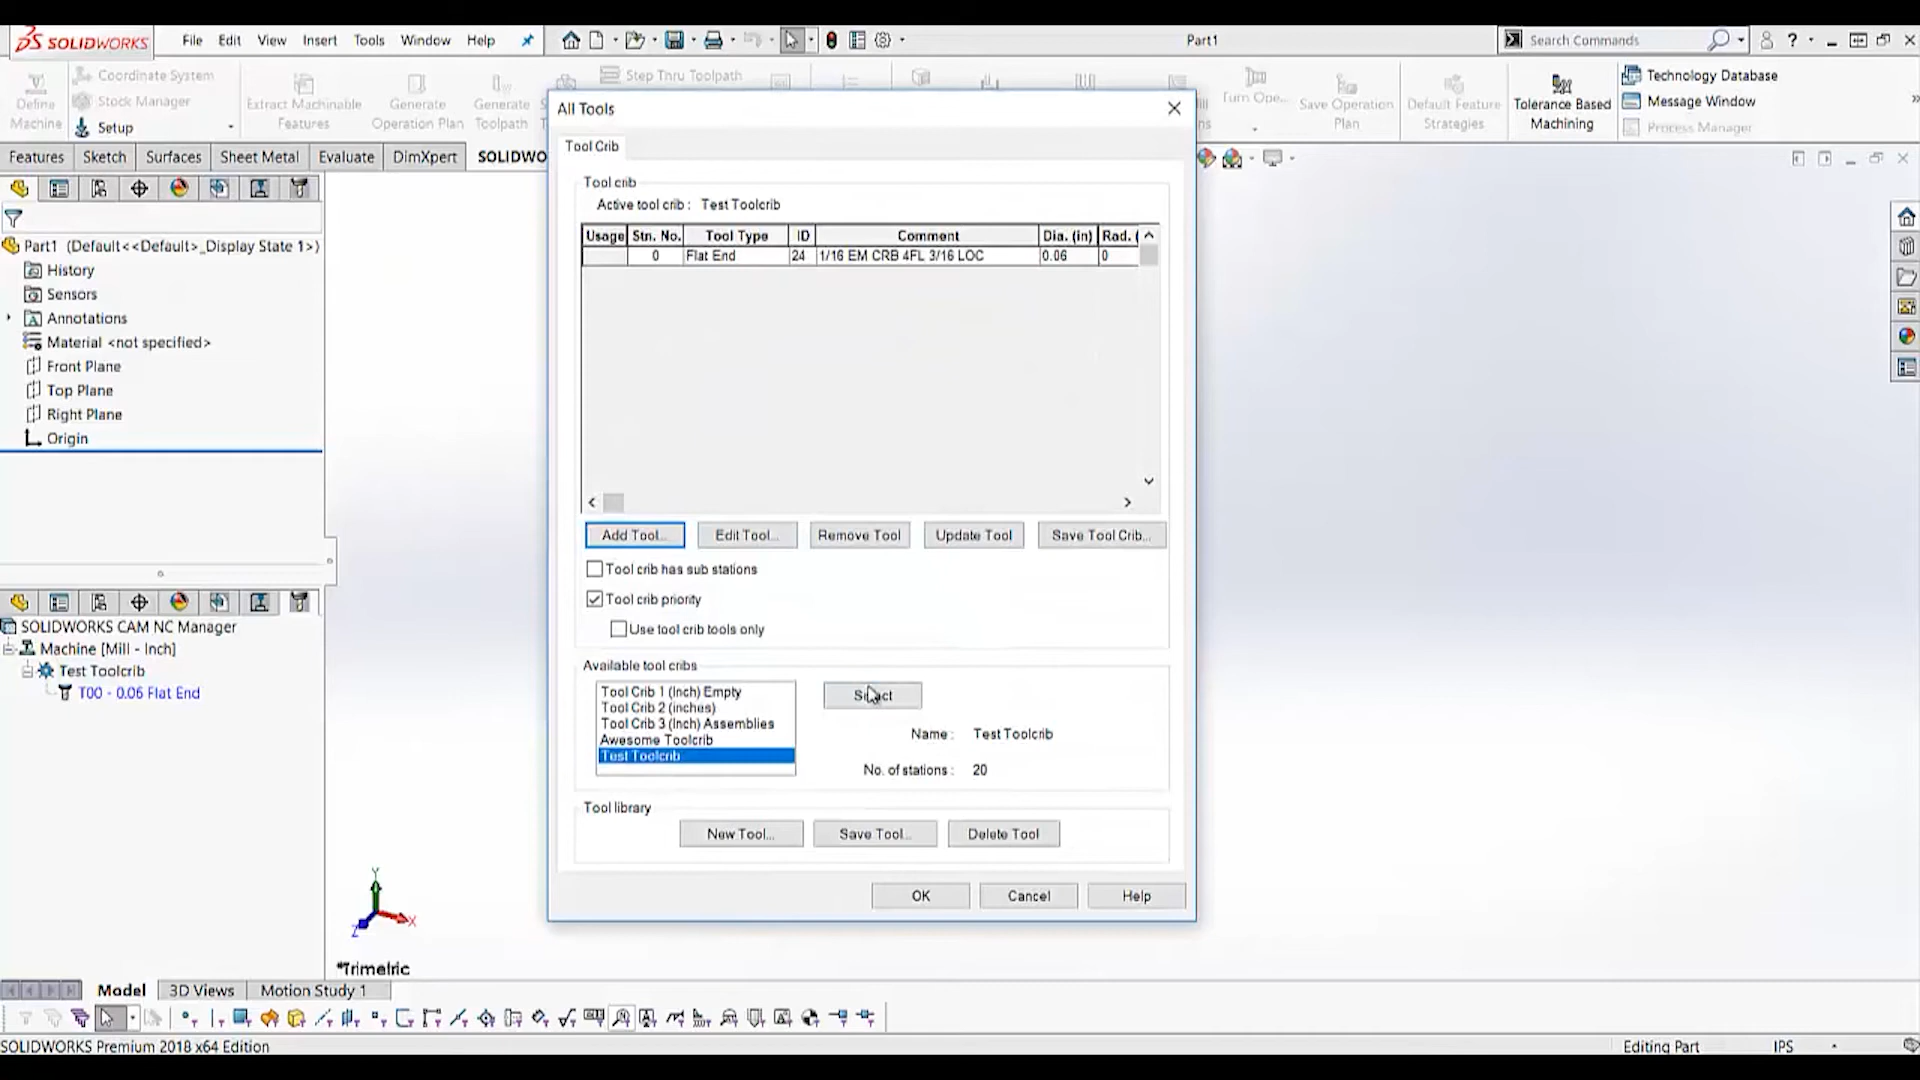 SOLIDWORKS File Edit View Insert Tools Window Help Part1 Search Commands
Define Machine
Coordinate System
Stock Manager
Setup
Extract Machinable Features
Generate Operation Plan
Generate Toolpath
Step Thru Toolpath
Turn Ope...
Save Operation Plan
Default Feature Strategies
Tolerance Based Machining
Technology Database
Message Window
Process Manager
Features Sketch Surfaces Sheet Metal Evaluate DimXpert SOLIDWO
Part1 (Default<<Default>_Display State 1>)
History
Sensors
Annotations
Material <not specified>
Front Plane
Top Plane
Right Plane
Origin
SOLIDWORKS CAM NC Manager
Machine [Mill - Inch]
Test Toolcrib
T00 - 0.06 Flat End
All Tools
Tool Crib
Tool crib
Active tool crib : Test Toolcrib
Usage Stn. No. Tool Type ID Comment Dia. (in) Rad. (
0 Flat End 24 1/16 EM CRB 4FL 3/16 LOC 0.06 0
Add Tool... Edit Tool... Remove Tool Update Tool Save Tool Crib...
Tool crib has sub stations
Tool crib priority
Use tool crib tools only
Available tool cribs
Tool Crib 1 (Inch) Empty
Tool Crib 2 (inches)
Tool Crib 3 (Inch) Assemblies
Awesome Toolcrib
Test Toolcrib
Select
Name : Test Toolcrib
No. of stations : 20
Tool library
New Tool... Save Tool... Delete Tool
OK Cancel Help
Y
X
Z
*Trimetric
Model 3D Views Motion Study 1
SOLIDWORKS Premium 2018 x64 Edition Editing Part IPS